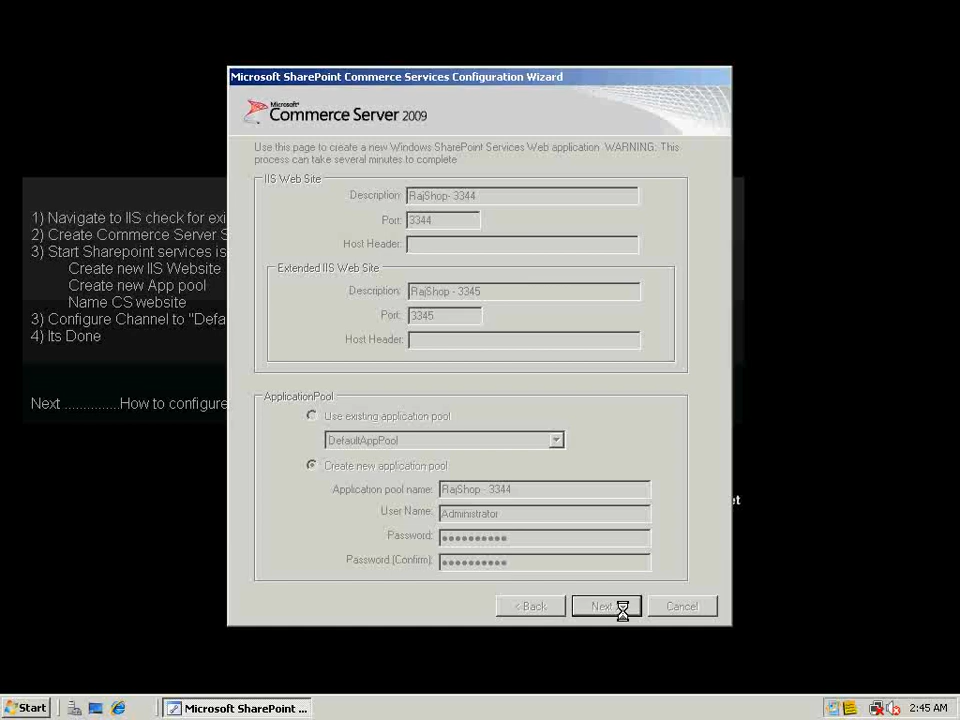 Microsoft SharePoint Commerce Services Configuration Wizard
Microsoft
Commerce Server 2009
Use this page to create a new Windows SharePoint Services Web application. WARNING: This
process can take several minutes to complete
IIS Web Site
Description: RajShop- 3344
Port: 3344
Host Header:
Extended IIS Web Site
Description: RajShop - 3345
Port: 3345
Host Header:
ApplicationPool
Use existing application pool
DefaultAppPool
Create new application pool
Application pool name: RajShop- 3344
User Name: Administrator
Password: ●●●●●●●●●●
Password (Confirm): ●●●●●●●●●●
< Back Next Cancel
1) Navigate to IIS check for exi
2) Create Commerce Server S
3) Start Sharepoint services is
Create new IIS Website
Create new App pool
Name CS website
3) Configure Channel to "Defa
4) Its Done
Next ...............How to configure
et
Start Microsoft SharePoint ... 2:45 AM